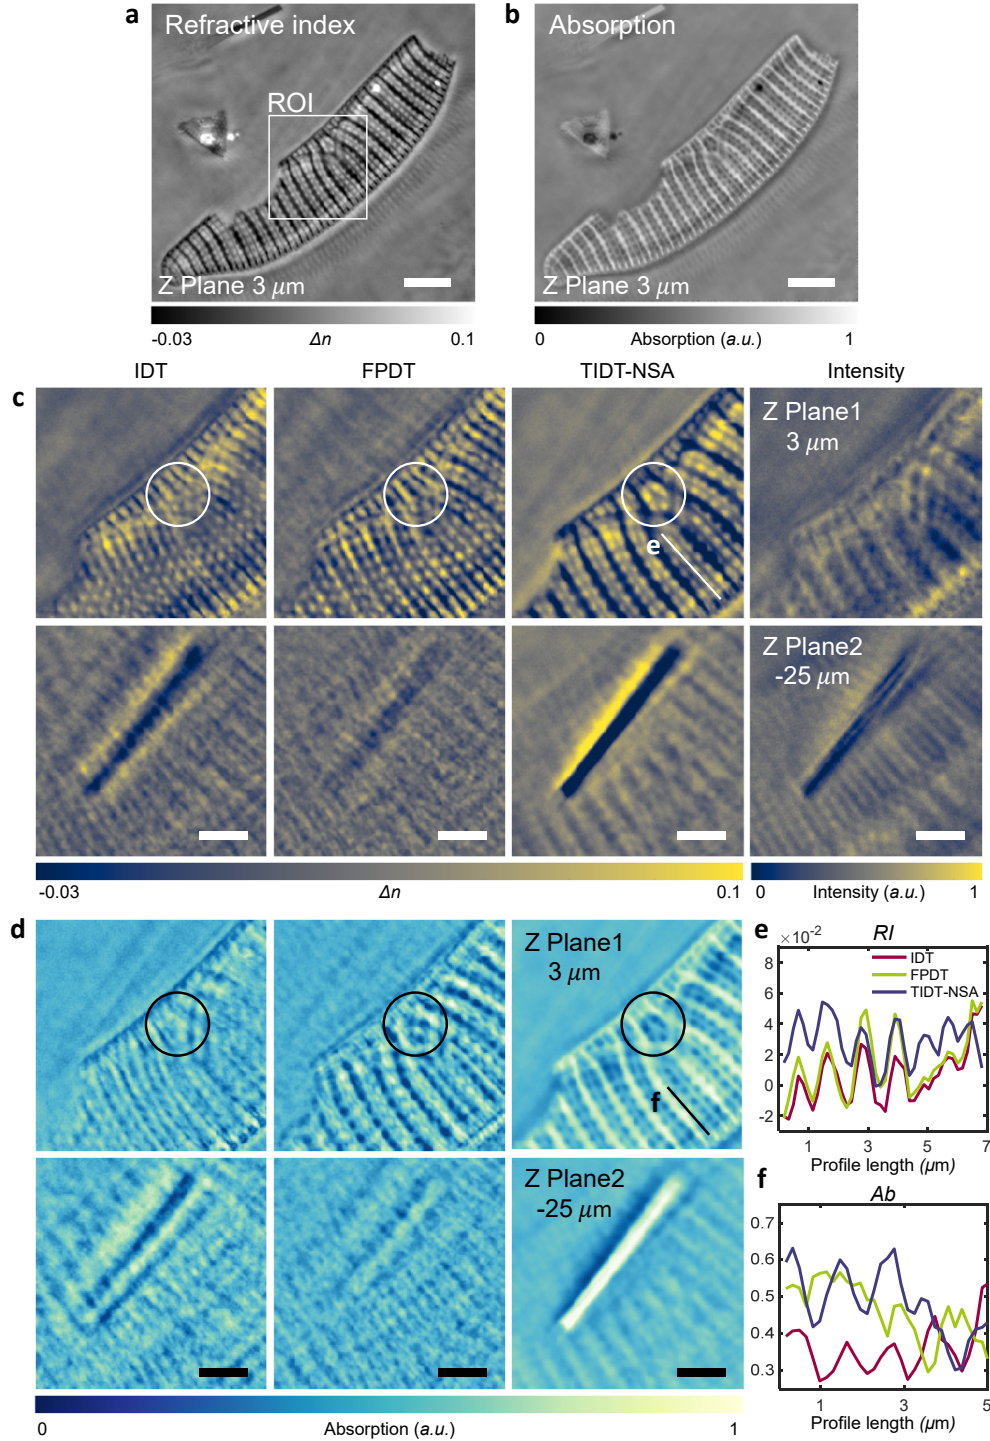 a
Refractive index
ROI
Z Plane 3 μm
-0.03
Δn
0.1
b
Absorption
Z Plane 3 μm
0
Absorption (a.u.)
1
IDT
FPDT
TIDT-NSA
Intensity
c
e
Z Plane1
3 μm
Z Plane2
-25 μm
-0.03
Δn
0.1
0
Intensity (a.u.)
1
d
Z Plane1
3 μm
f
Z Plane2
-25 μm
0
Absorption (a.u.)
1
e
×10⁻²
RI
IDT
FPDT
TIDT-NSA
8
6
4
2
0
-2
1
3
5
7
Profile length (μm)
f
Ab
0.7
0.6
0.5
0.4
0.3
1
3
5
Profile length (μm)